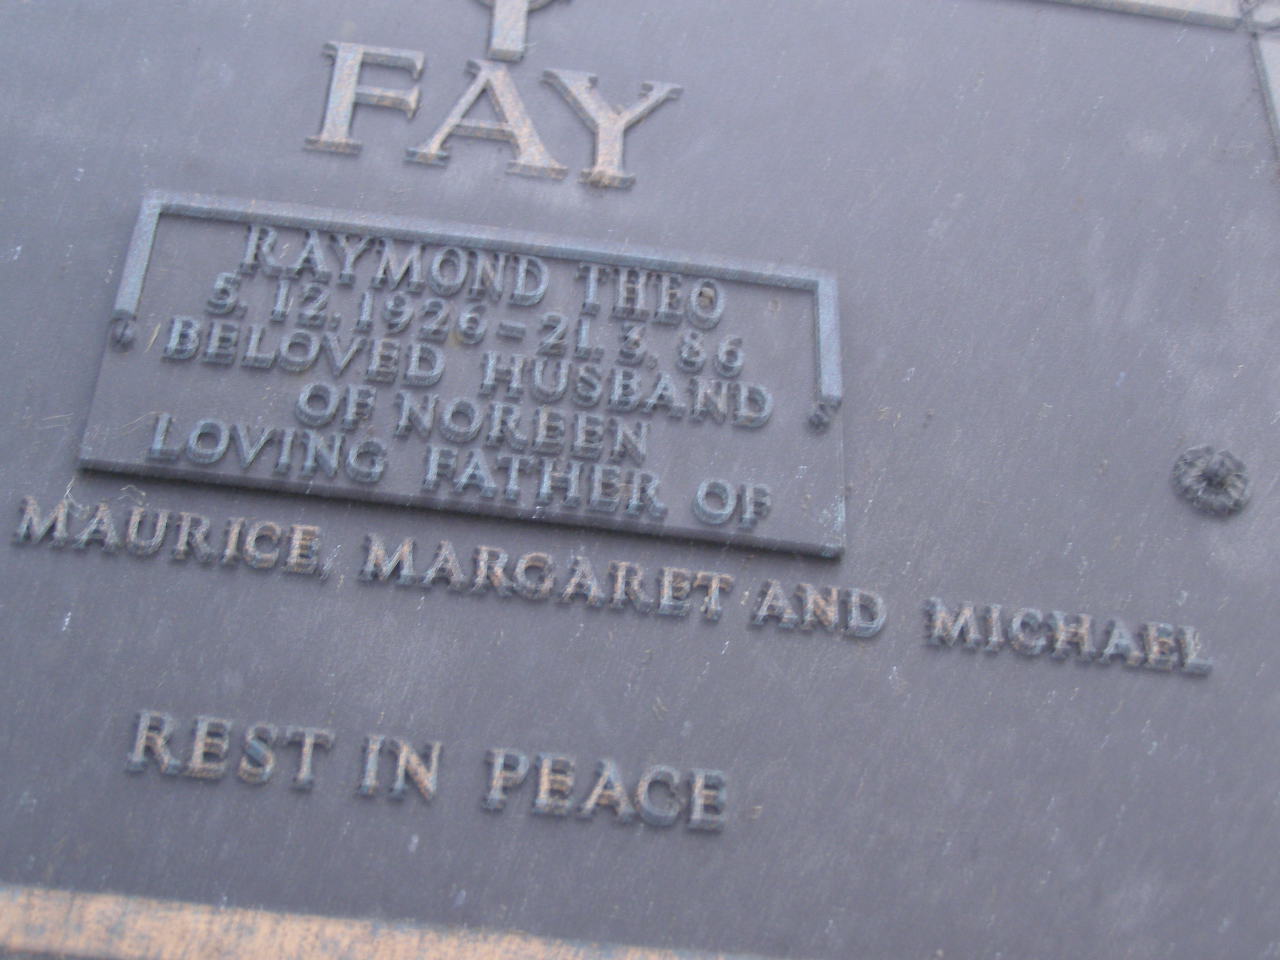 FAY
RAYMOND THEO
5.12.1926 = 21.3.86
BELOVED HUSBAND
OF NOREEN
LOVING FATHER OF
MAURICE, MARGARET AND MICHAEL
REST IN PEACE